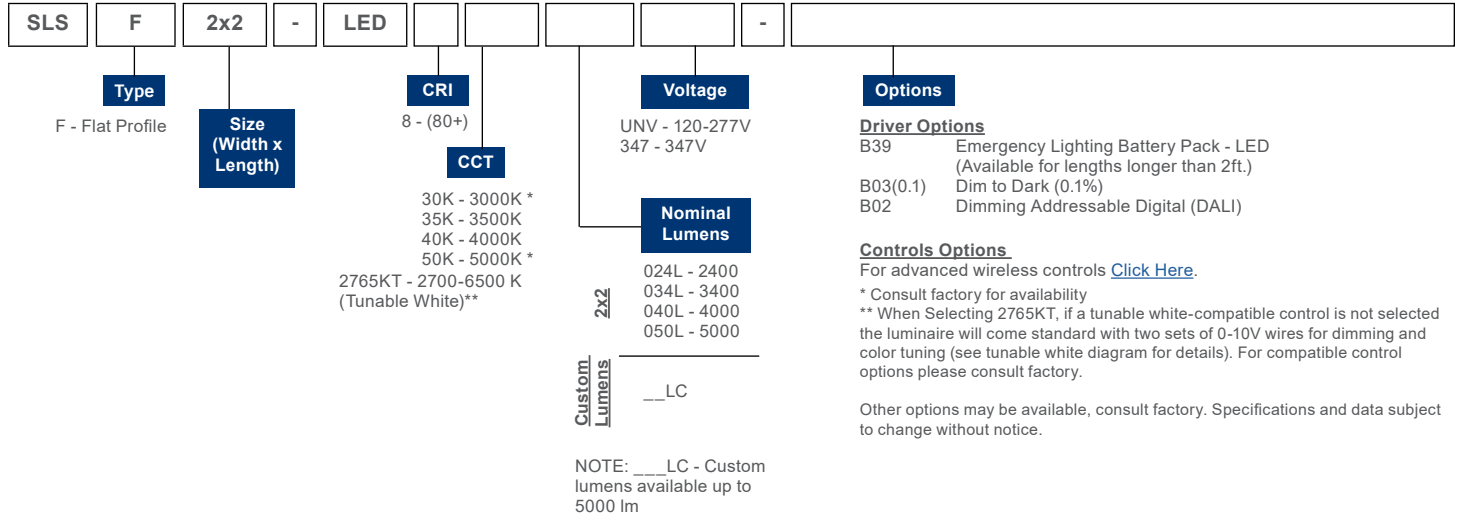 SLS F 2x2 - LED -
Type
F - Flat Profile
Size
(Width x
Length)
CRI
8 - (80+)
CCT
30K - 3000K *
35K - 3500K
40K - 4000K
50K - 5000K *
2765KT - 2700-6500 K
(Tunable White)**
Voltage
UNV - 120-277V
347 - 347V
Nominal
Lumens
2x2
024L - 2400
034L - 3400
040L - 4000
050L - 5000
Custom
Lumens
__LC
NOTE: ___LC - Custom
lumens available up to
5000 lm
Options
Driver Options
B39 Emergency Lighting Battery Pack - LED
(Available for lengths longer than 2ft.)
B03(0.1) Dim to Dark (0.1%)
B02 Dimming Addressable Digital (DALI)
Controls Options
For advanced wireless controls Click Here.
* Consult factory for availability
** When Selecting 2765KT, if a tunable white-compatible control is not selected
the luminaire will come standard with two sets of 0-10V wires for dimming and
color tuning (see tunable white diagram for details). For compatible control
options please consult factory.
Other options may be available, consult factory. Specifications and data subject
to change without notice.